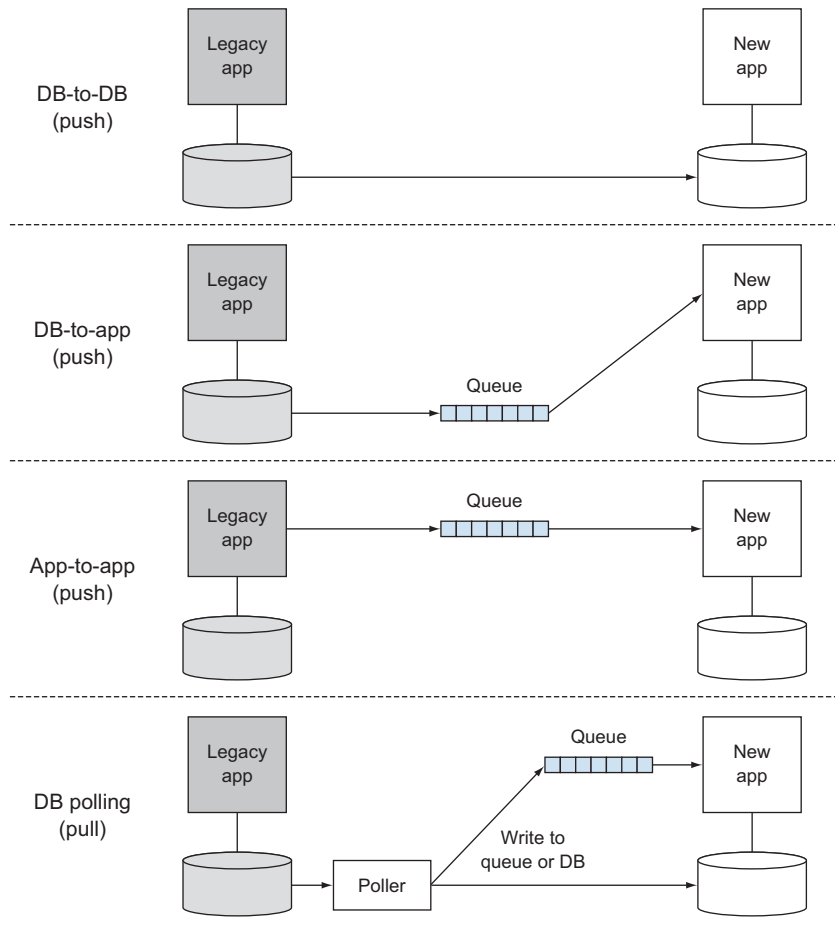 Legacy
app
New
app
DB-to-DB
(push)
Legacy
app
New
app
DB-to-app
(push)
Queue
Legacy
app
Queue
New
app
App-to-app
(push)
Legacy
app
Queue
New
app
DB polling
(pull)
Write to
queue or DB
Poller